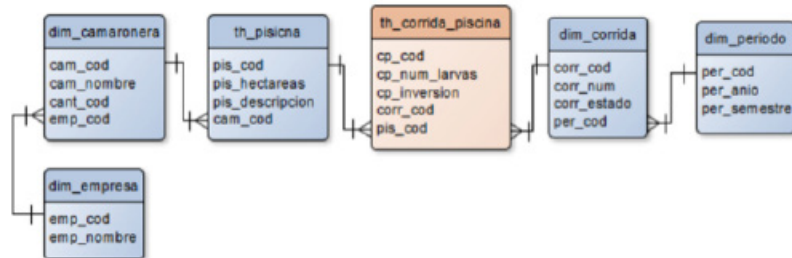 dim_camaronera
cam_cod
cam_nombre
cant_cod
emp_cod
th_pisicna
pis_cod
pis_hectareas
pis_descripcion
cam_cod
th_corrida_piscina
cp_cod
cp_num_larvas
cp_inversion
corr_cod
pis_cod
dim_corrida
corr_cod
corr_num
corr_estado
per_cod
dim_periodo
per_cod
per_anio
per_semestre
dim_empresa
emp_cod
emp_nombre